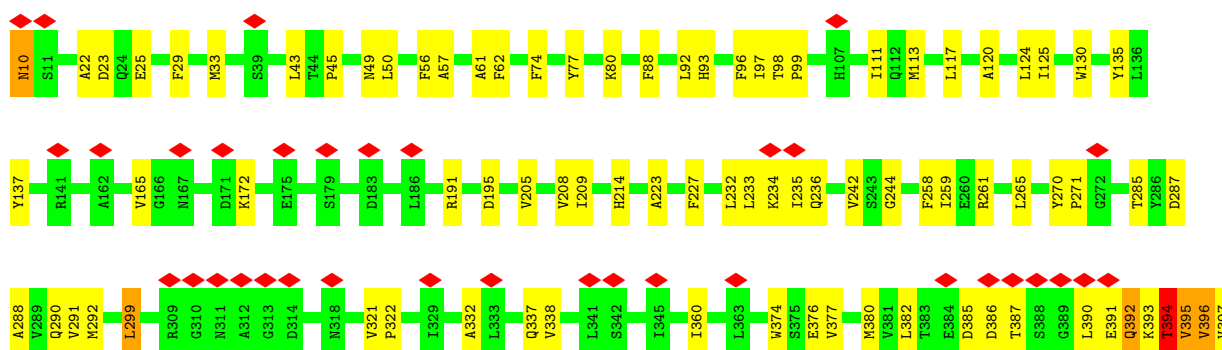 N10 S11 A22 D23 Q24 E25 F29 M33 S39 L43 T44 P45 N49 L50 F56 A57 A61 F62 F74 Y77 K80 F88 L92 H93 F96 I97 T98 P99 H107 I111 Q112 M113 L117 A120 L124 I125 W130 Y135 L136
Y137 R141 A162 V165 G166 N167 D171 K172 E175 S179 D183 L186 R191 D195 V205 V208 I209 H214 A223 F227 L232 L233 K234 I235 Q236 V242 S243 G244 F258 I259 E260 R261 L265 Y270 P271 G272 T285 Y286 D287
A288 V289 Q290 V291 M292 L299 R309 G310 N311 A312 G313 D314 N318 V321 P322 I329 A332 L333 Q337 V338 L341 S342 I345 I360 L363 W374 S375 E376 V377 M380 V381 L382 T383 E384 D385 D386 T387 S388 G389 L390 E391 Q392 K393 T394 V395 V396